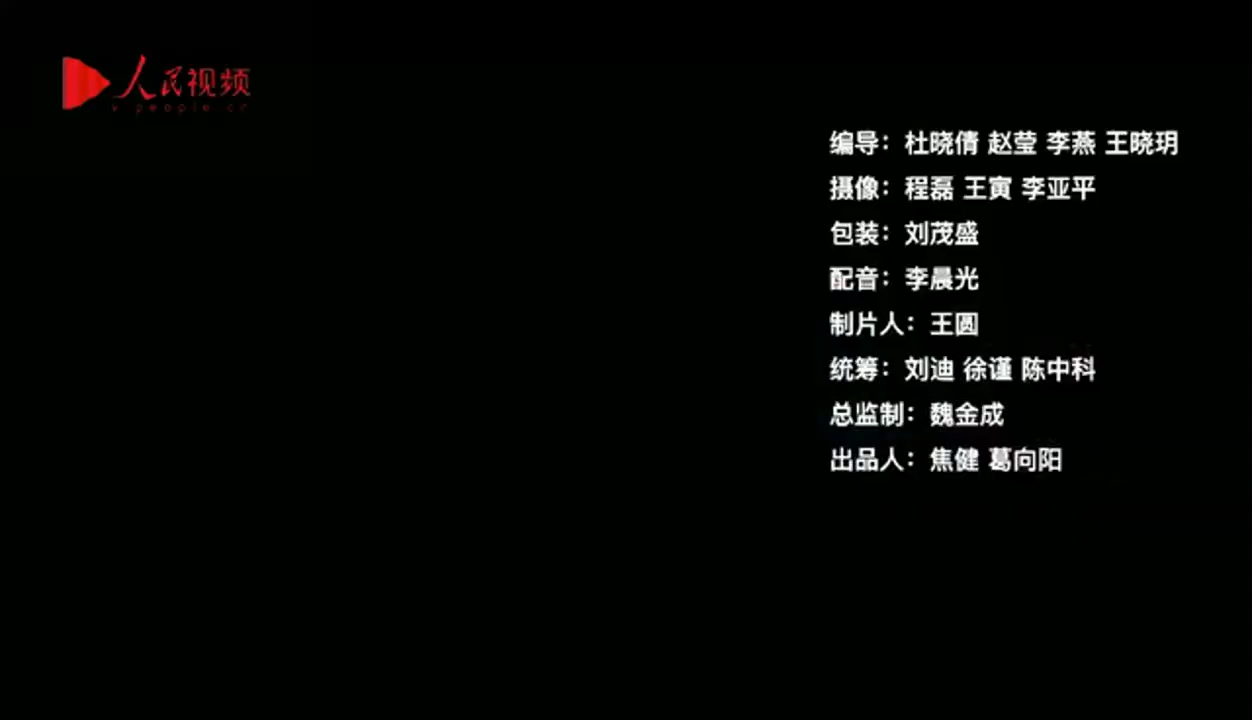 人民视频
v.people.cn
编导：杜晓倩 赵莹 李燕 王晓玥
摄像：程磊 王寅 李亚平
包装：刘茂盛
配音：李晨光
制片人：王圆
统筹：刘迪 徐谨 陈中科
总监制：魏金成
出品人：焦健 葛向阳